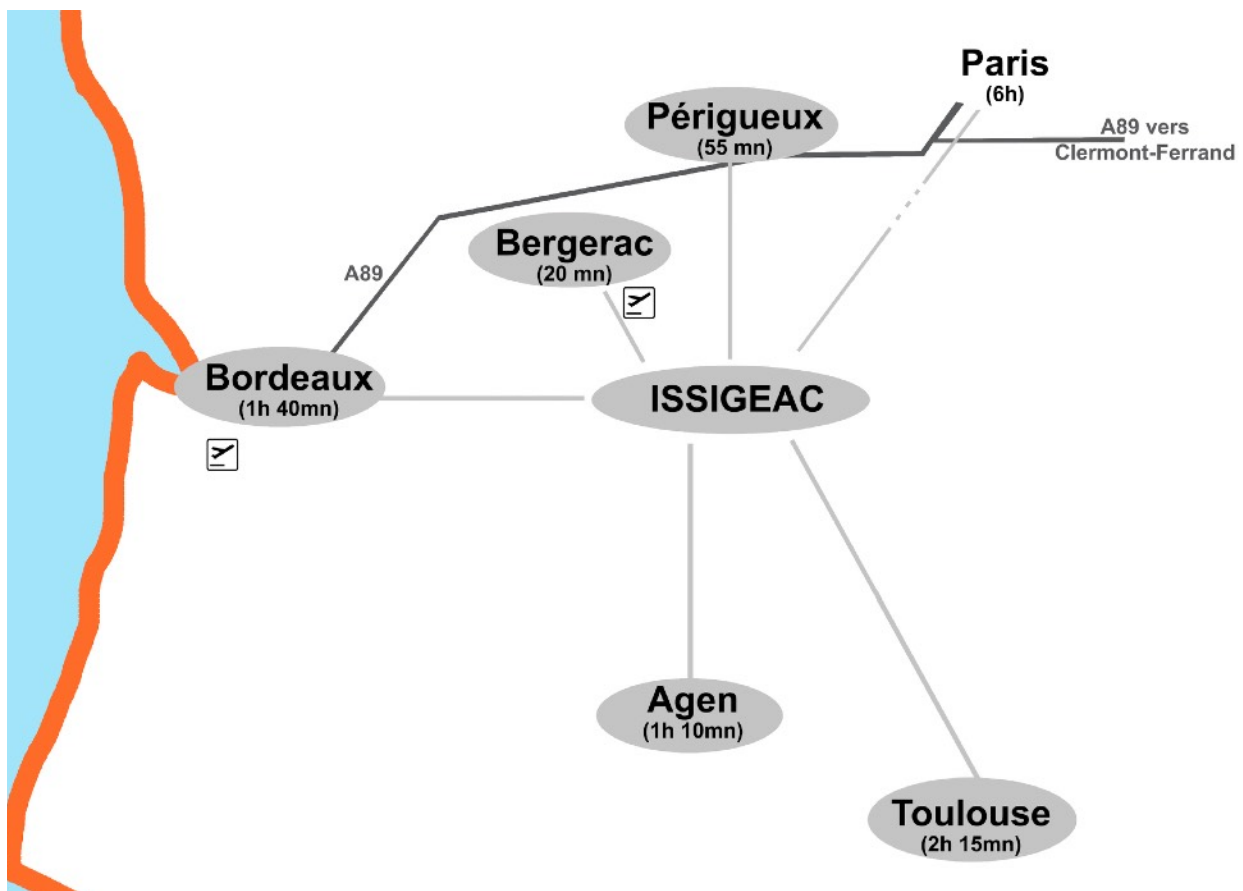 Paris
(6h)
Périgueux
(55 mn)
A89 vers
Clermont-Ferrand
Bergerac
(20 mn)
A89
Bordeaux
(1h 40mn)
ISSIGEAC
Agen
(1h 10mn)
Toulouse
(2h 15mn)